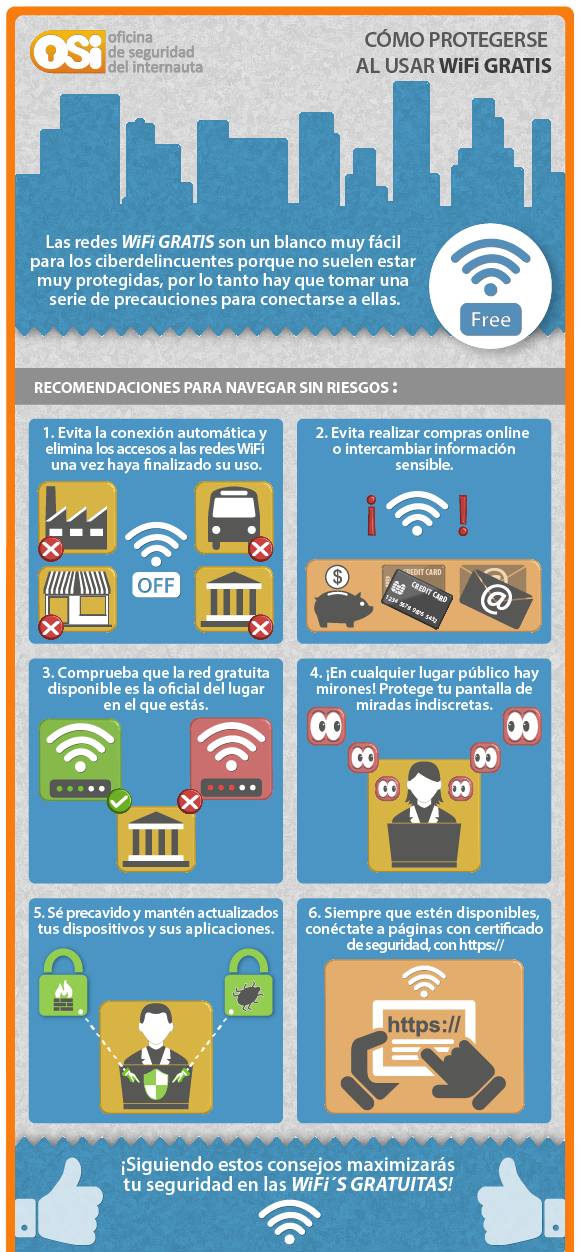 OSi
oficina
de seguridad
del internauta
CÓMO PROTEGERSE
AL USAR WiFi GRATIS
Las redes WiFi GRATIS son un blanco muy fácil
para los ciberdelincuentes porque no suelen estar
muy protegidas, por lo tanto hay que tomar una
serie de precauciones para conectarse a ellas.
Free
RECOMENDACIONES PARA NAVEGAR SIN RIESGOS :
1. Evita la conexión automática y
elimina los accesos a las redes WiFi
una vez haya finalizado su uso.
OFF
2. Evita realizar compras online
o intercambiar información
sensible.
¡ !
$
CREDIT CARD
CREDIT CARD
@
3. Comprueba que la red gratuita
disponible es la oficial del lugar
en el que estás.
4. ¡En cualquier lugar público hay
mirones! Protege tu pantalla de
miradas indiscretas.
5. Sé precavido y mantén actualizados
tus dispositivos y sus aplicaciones.
6. Siempre que estén disponibles,
conéctate a páginas con certificado
de seguridad, con https://
https://
¡Siguiendo estos consejos maximizarás
tu seguridad en las WiFi´S GRATUITAS!